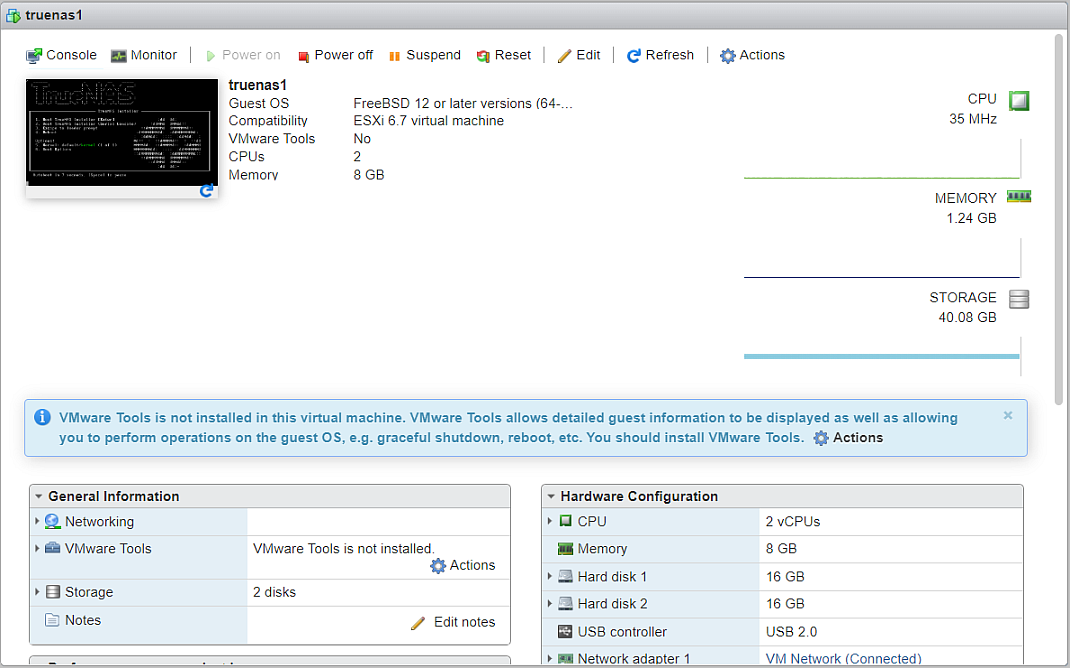 truenas1
Console Monitor Power on Power off Suspend Reset Edit Refresh Actions
TrueNAS
truenas1
Guest OS FreeBSD 12 or later versions (64-...
Compatibility ESXi 6.7 virtual machine
VMware Tools No
CPUs 2
Memory 8 GB
CPU
35 MHz
MEMORY
1.24 GB
STORAGE
40.08 GB
VMware Tools is not installed in this virtual machine. VMware Tools allows detailed guest information to be displayed as well as allowing
you to perform operations on the guest OS, e.g. graceful shutdown, reboot, etc. You should install VMware Tools. Actions
General Information
Networking
VMware Tools VMware Tools is not installed.
Actions
Storage 2 disks
Notes Edit notes
Hardware Configuration
CPU 2 vCPUs
Memory 8 GB
Hard disk 1 16 GB
Hard disk 2 16 GB
USB controller USB 2.0
Network adapter 1 VM Network (Connected)